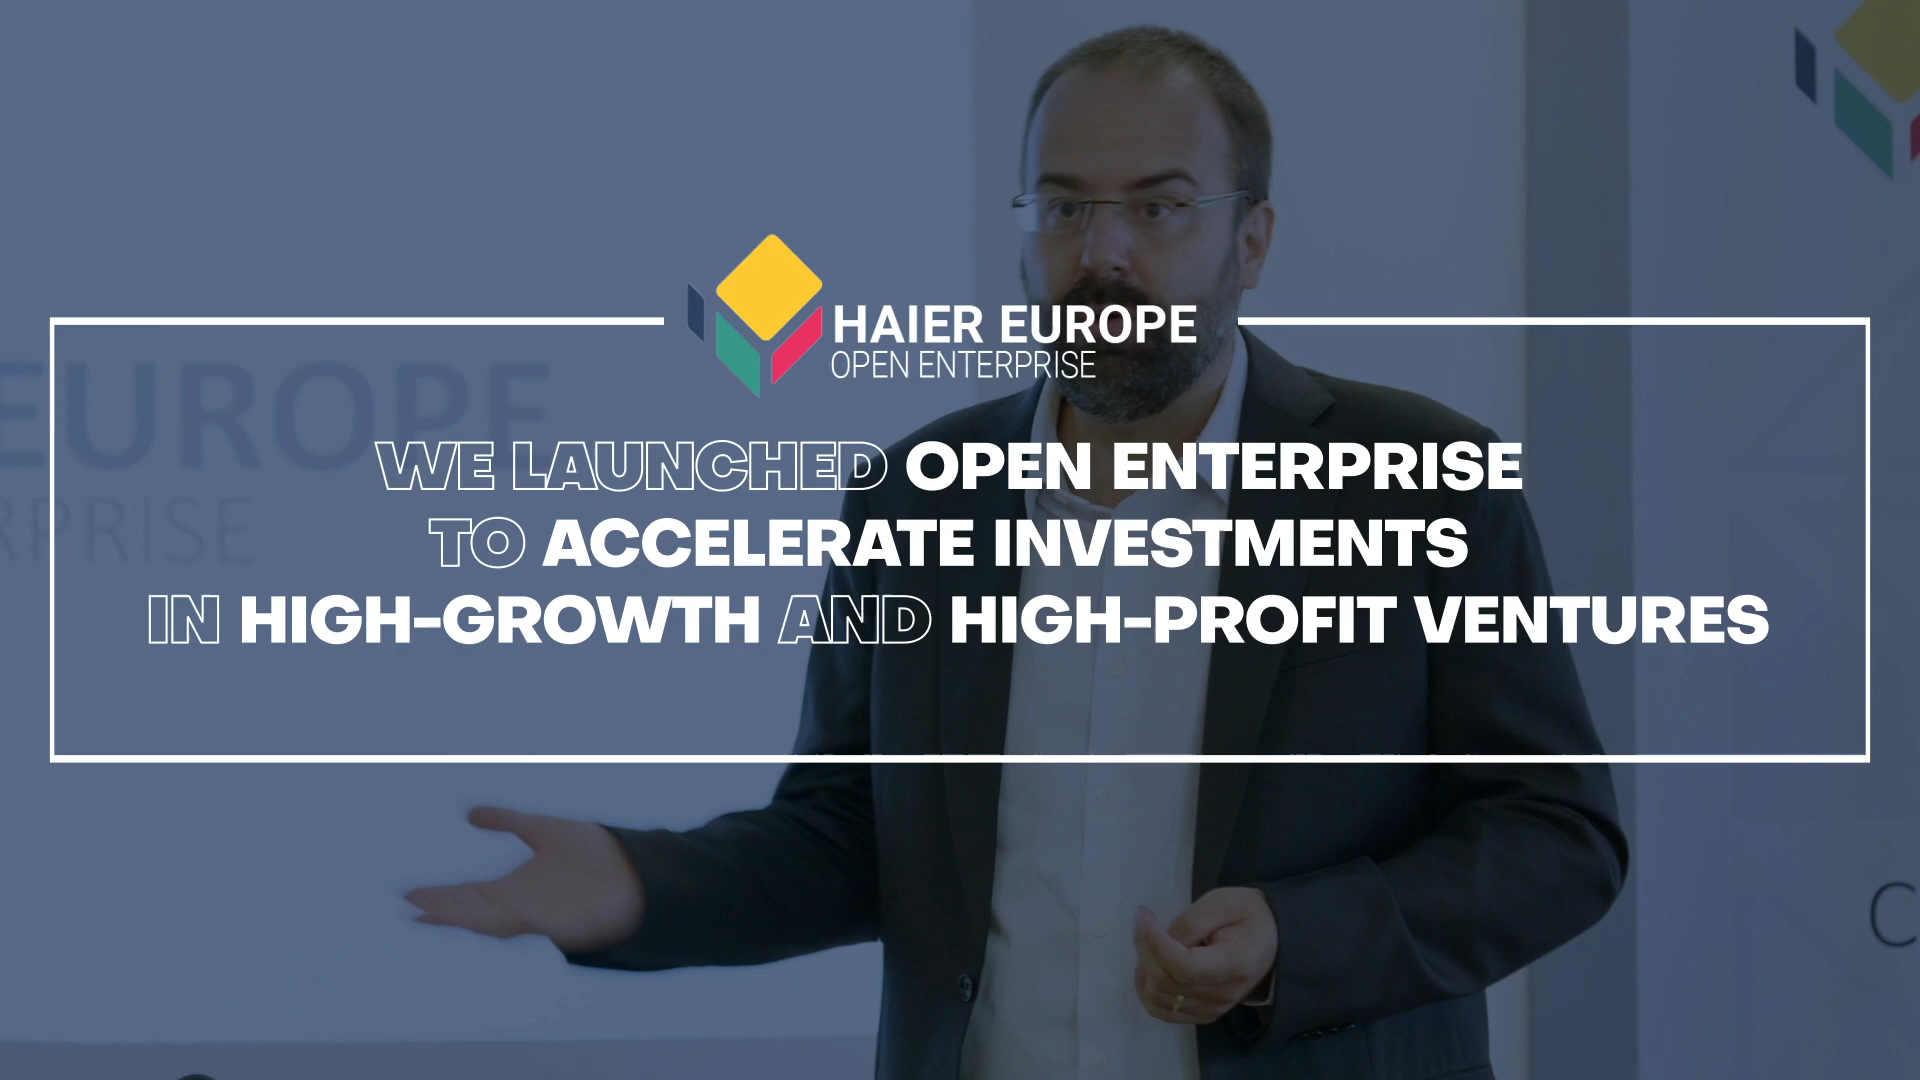 HAIER EUROPE
OPEN ENTERPRISE
WE LAUNCHED OPEN ENTERPRISE
TO ACCELERATE INVESTMENTS
IN HIGH-GROWTH AND HIGH-PROFIT VENTURES
EUROPE
RPRISE
C